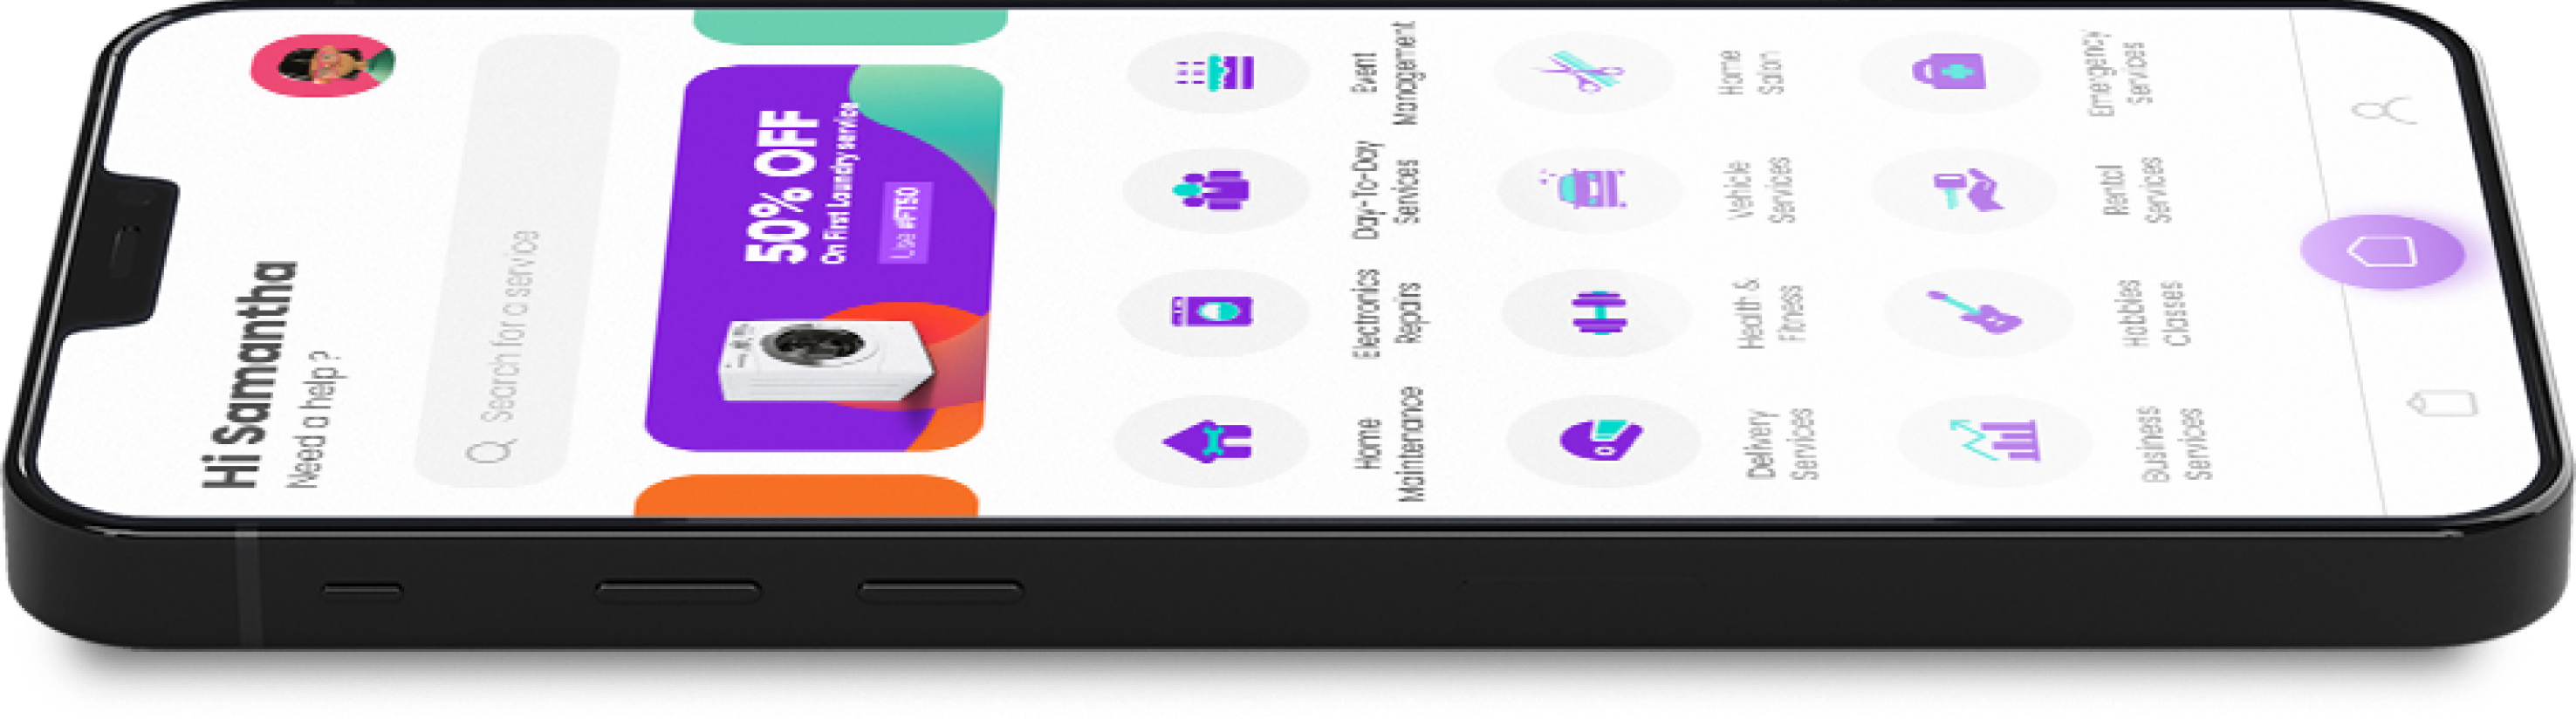 Hi Samantha
Need a help?
Search for a service
50% OFF
On First Laundry service
Use #FT50
Home
Maintenance
Electronics
Repairs
Day-To-Day
Services
Event
Management
Delivery
Services
Health &
Fitness
Vehicle
Services
Home
Salon
Business
Services
Hobbies
Classes
Rental
Services
Emergency
Services